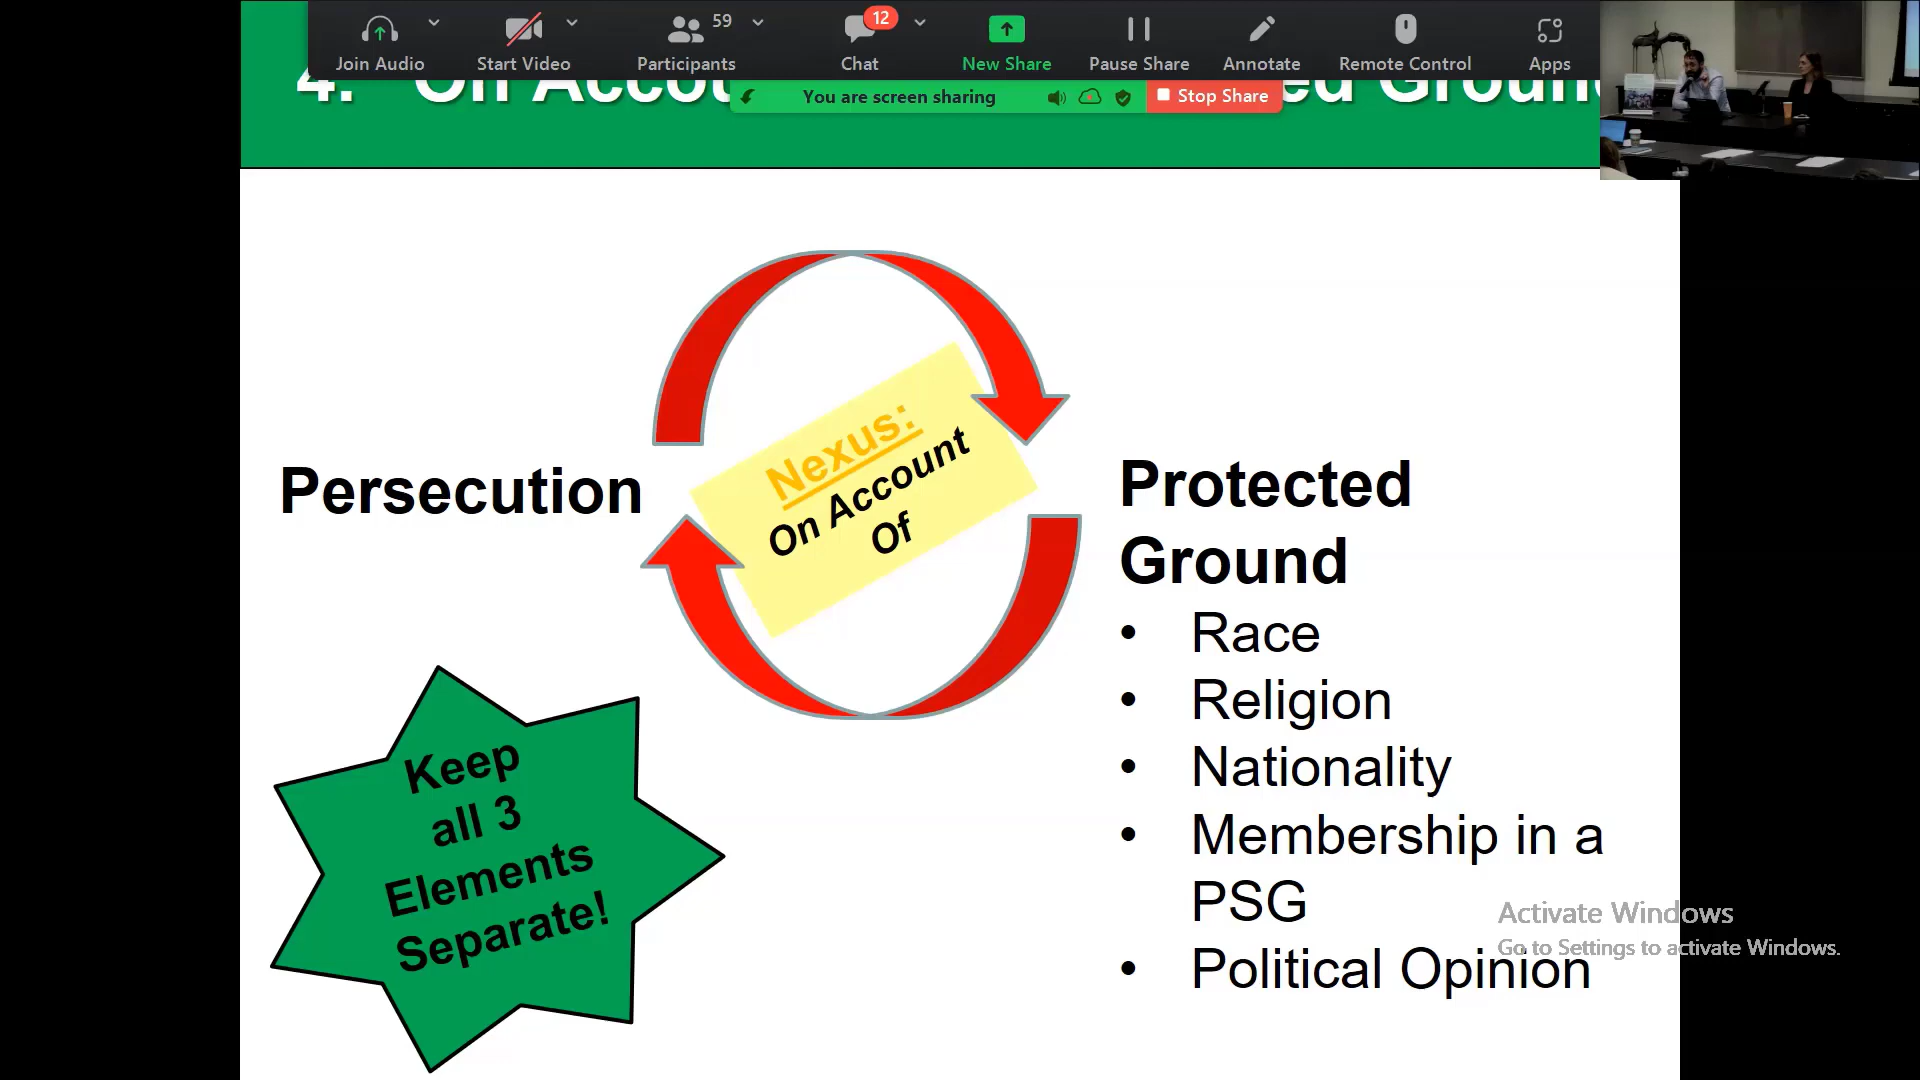 59
12
Join Audio
Start Video
Participants
Chat
New Share
Pause Share
Annotate
Remote Control
Apps
You are screen sharing
Stop Share
Persecution
Nexus:
On Account
Of
Protected
Ground
• Race
• Religion
• Nationality
• Membership in a
PSG
• Political Opinion
Keep
all 3
Elements
Separate!
Activate Windows
Go to Settings to activate Windows.